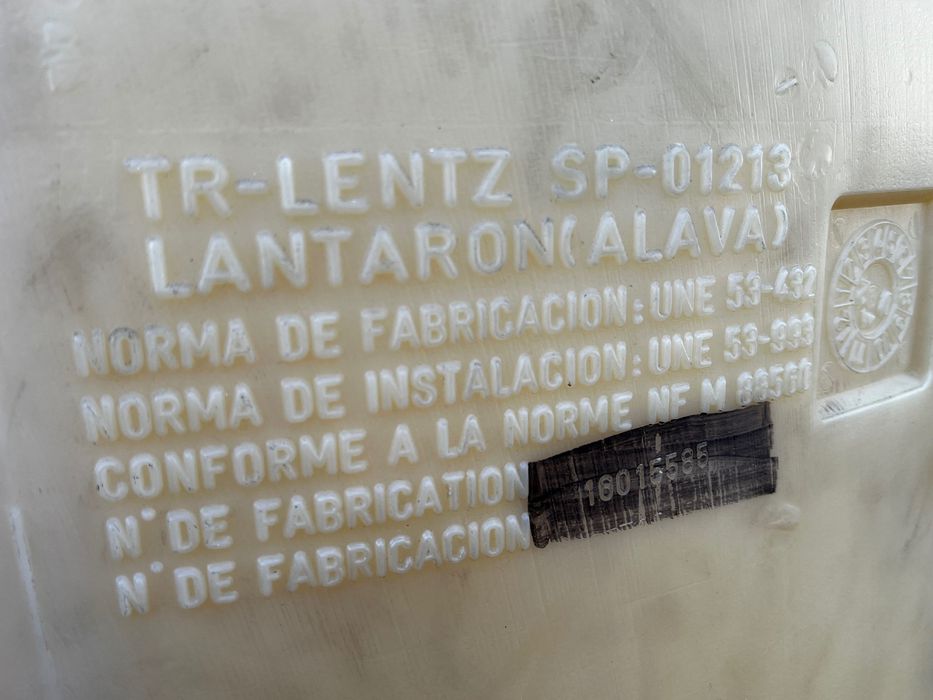 TR-LENTZ SP-01213
LANTARON(ALAVA)
NORMA DE FABRICACION: UNE 53-432
NORMA DE INSTALACION: UNE 53-993
CONFORME A LA NORME NF M 88560
N° DE FABRICATION
16015585
N° DE FABRICACION